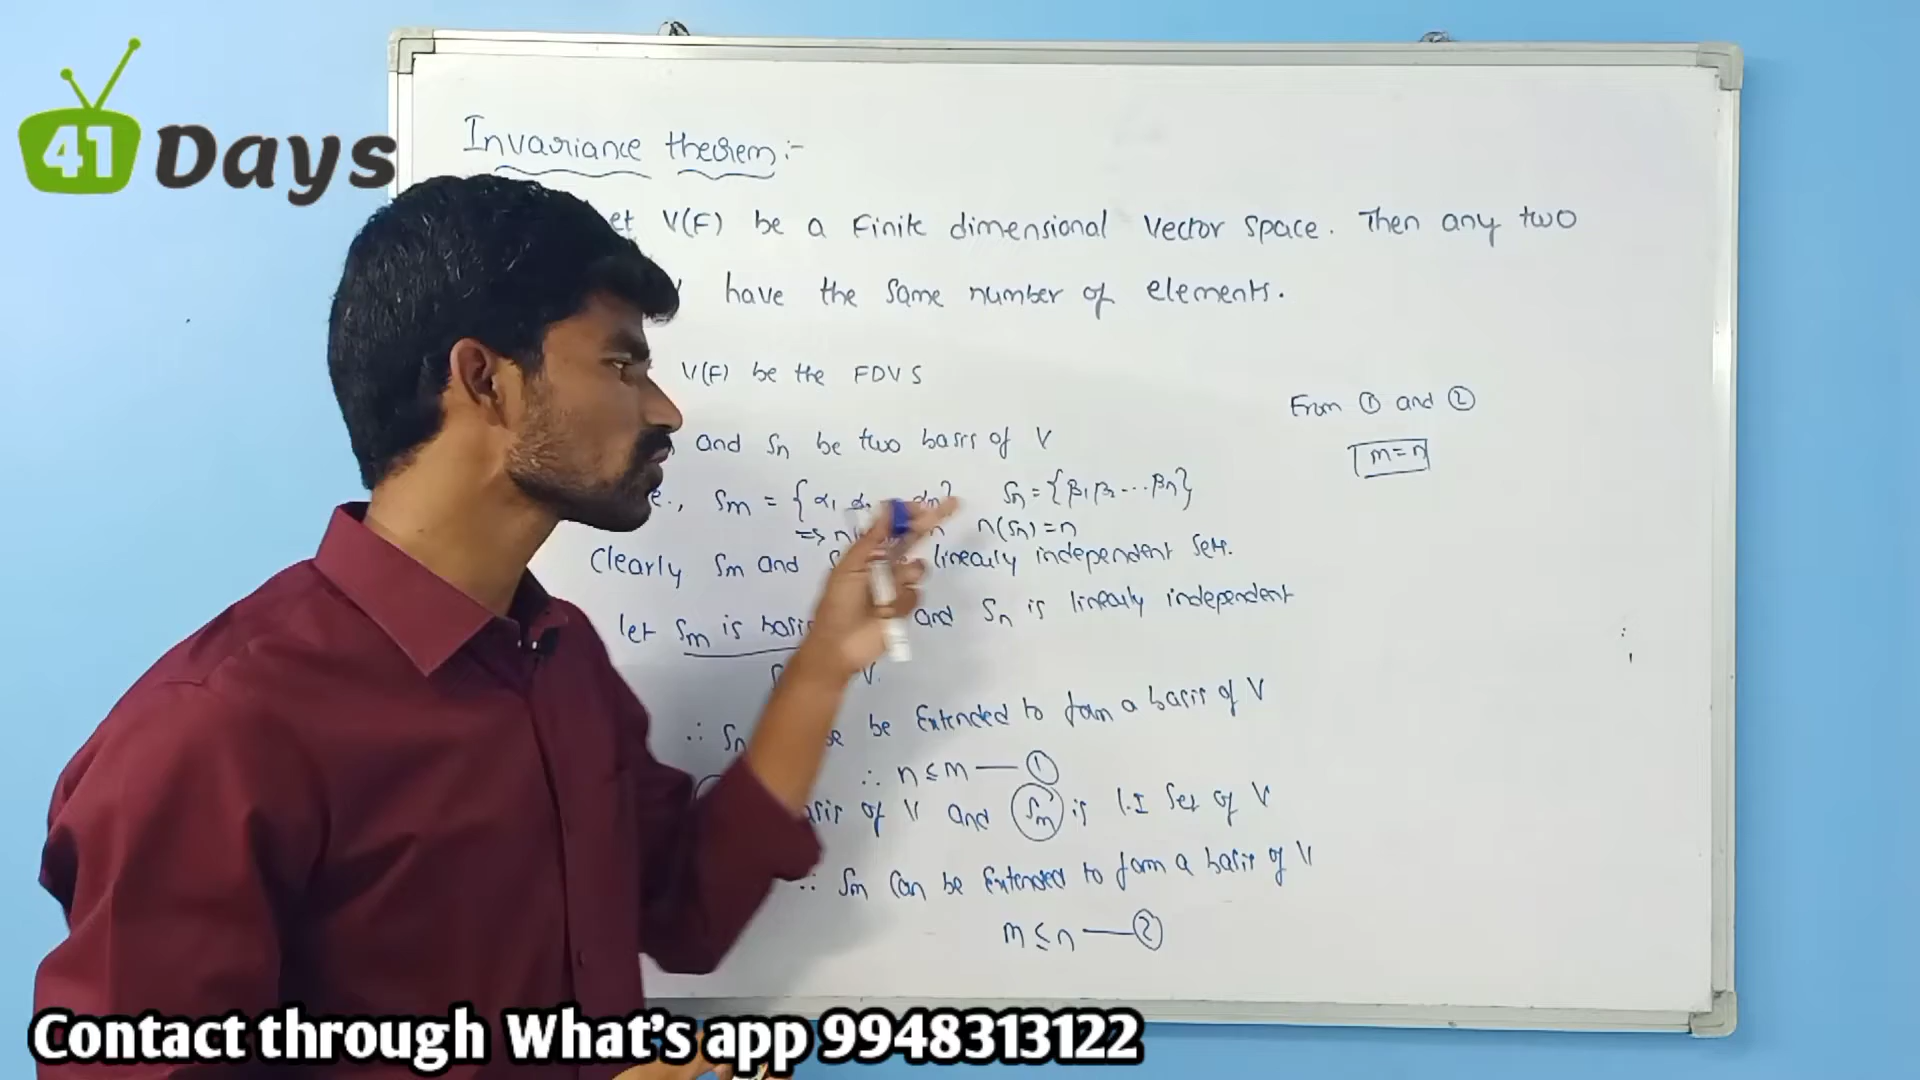 41 Days
Invariance theorem :-
et V(F) be a Finite dimensional Vector space. Then any two
have the same number of elements.
V(F) be the FDVS
and Sn be two basis of V
e., Sm = {α1 α Sn = {β1 β2 ... βn}
=> n n(Sn) = n
Clearly Sm and linearly independent sets.
let Sm is basis and Sn is linearly independent
V.
∴ Sn be Extended to form a basis of V
∴ n ≤ m — ①
of V and Sm is L.I Set of V
∴ Sm Can be Extended to form a basis of V
m ≤ n — ②
From ① and ②
m = n
Contact through What's app 9948313122